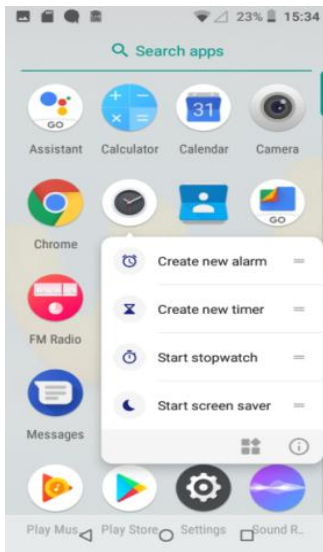 23% 15:34
Search apps
GO
31
Assistant Calculator Calendar Camera
GO
Chrome
Create new alarm
Create new timer
FM Radio
Start stopwatch
Start screen saver
Messages
Play Mus Play Store Settings Sound R..